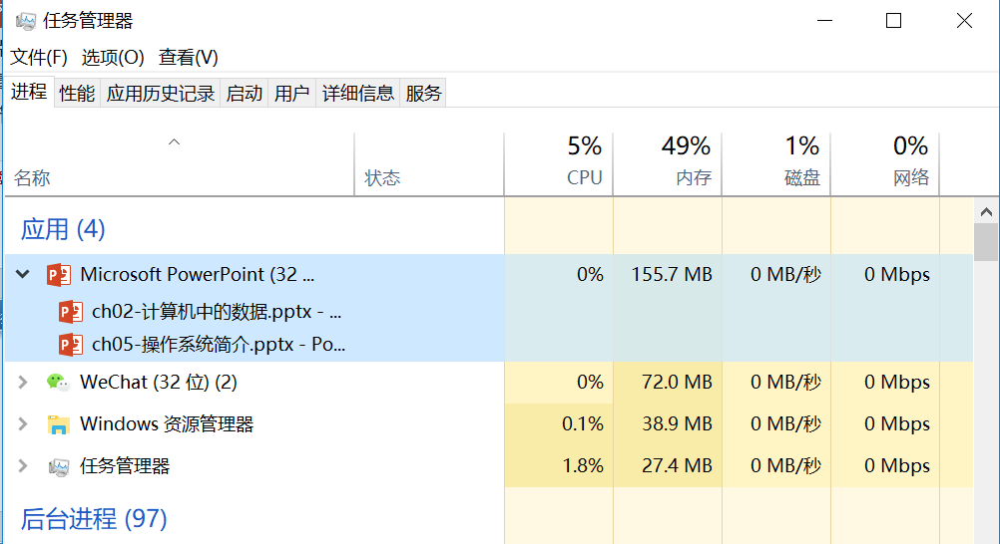 任务管理器
文件(F) 选项(O) 查看(V)
进程 性能 应用历史记录 启动 用户 详细信息 服务
5% 49% 1% 0%
名称 状态 CPU 内存 磁盘 网络
应用 (4)
Microsoft PowerPoint (32 ... 0% 155.7 MB 0 MB/秒 0 Mbps
ch02-计算机中的数据.pptx - ...
ch05-操作系统简介.pptx - Po...
WeChat (32 位) (2) 0% 72.0 MB 0 MB/秒 0 Mbps
Windows 资源管理器 0.1% 38.9 MB 0 MB/秒 0 Mbps
任务管理器 1.8% 27.4 MB 0 MB/秒 0 Mbps
后台进程 (97)